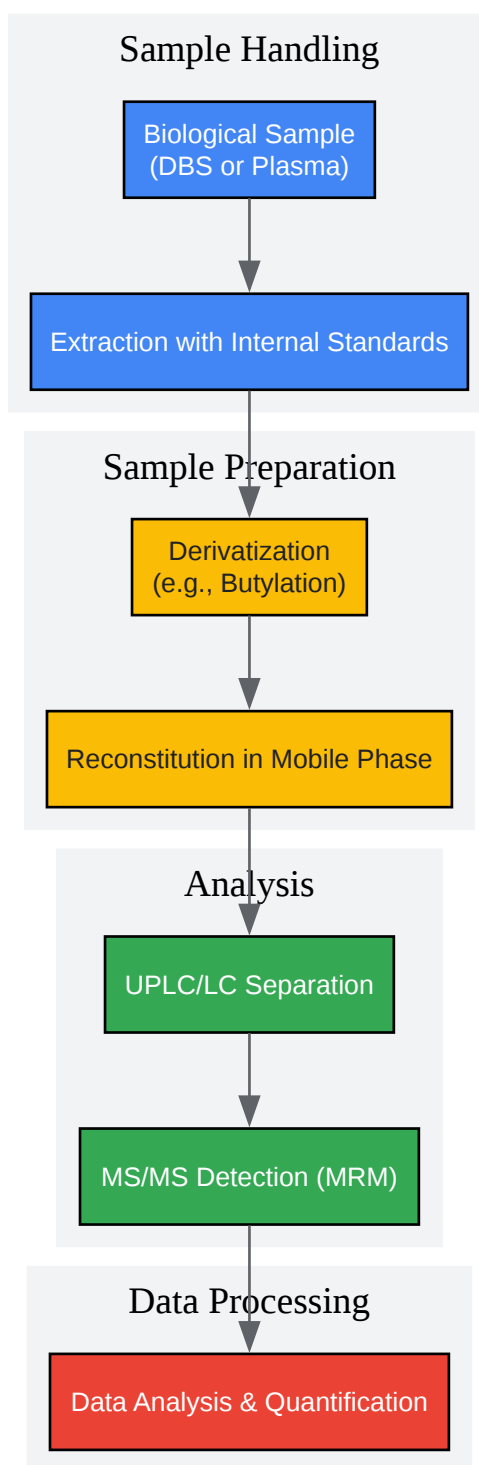 Sample Handling
Biological Sample
(DBS or Plasma)
Extraction with Internal Standards
Sample Preparation
Derivatization
(e.g., Butylation)
Reconstitution in Mobile Phase
Analysis
UPLC/LC Separation
MS/MS Detection (MRM)
Data Processing
Data Analysis & Quantification